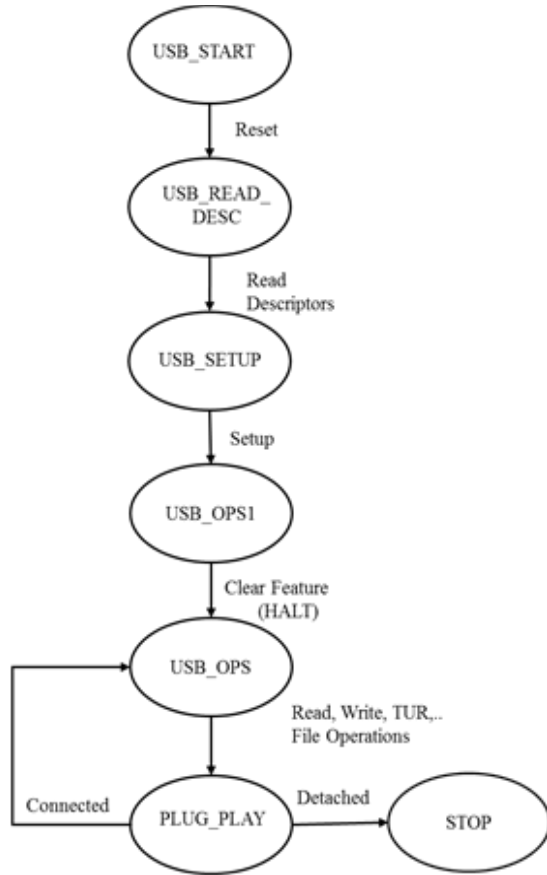 USB_START
Reset
USB_READ_
DESC
Read
Descriptors
USB_SETUP
Setup
USB_OPS1
Clear Feature
(HALT)
USB_OPS
Read, Write, TUR,..
File Operations
Connected
PLUG_PLAY
Detached
STOP